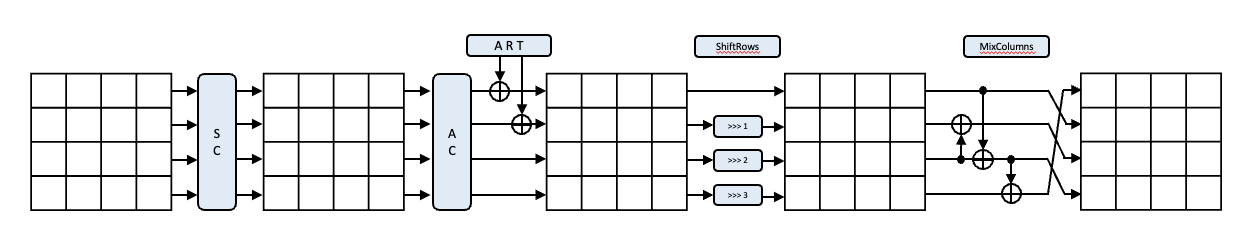 A R T
ShiftRows
MixColumns
S
C
A
C
>>> 1
>>> 2
>>> 3